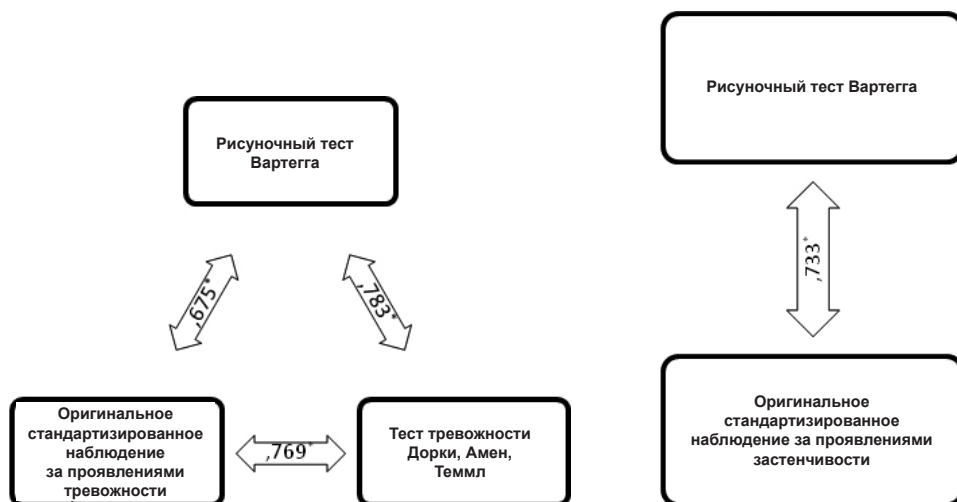 Рисуночный тест
Вартегга
,675*
,783*
Оригинальное
стандартизированное
наблюдение
за проявлениями
тревожности
,769*
Тест тревожности
Дорки, Амен,
Теммл
Рисуночный тест Вартегга
,733*
Оригинальное
стандартизированное
наблюдение за проявлениями
застенчивости